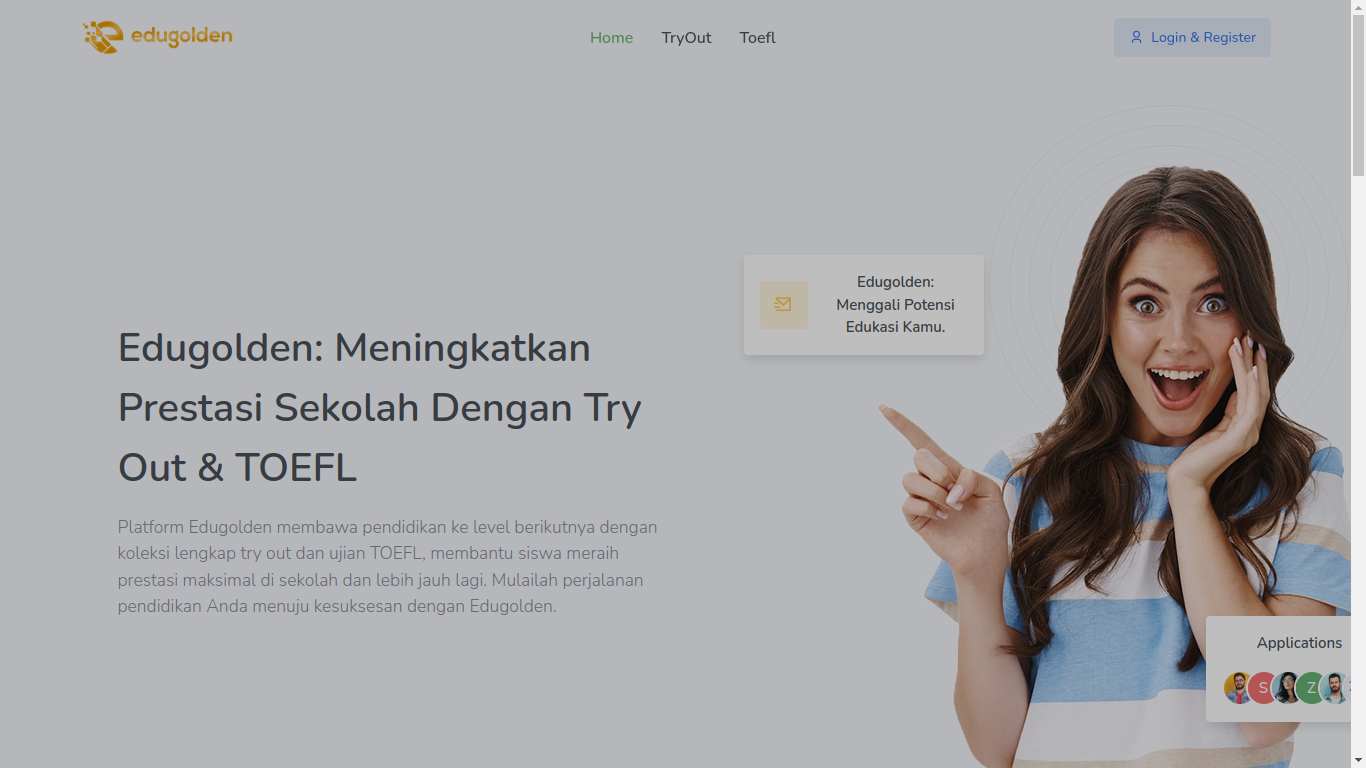 edugolden
Home
TryOut
Toefl
Login & Register
Edugolden:
Menggali Potensi
Edukasi Kamu.
Edugolden: Meningkatkan
Prestasi Sekolah Dengan Try
Out & TOEFL
Platform Edugolden membawa pendidikan ke level berikutnya dengan
koleksi lengkap try out dan ujian TOEFL, membantu siswa meraih
prestasi maksimal di sekolah dan lebih jauh lagi. Mulailah perjalanan
pendidikan Anda menuju kesuksesan dengan Edugolden.
Applications
S
Z